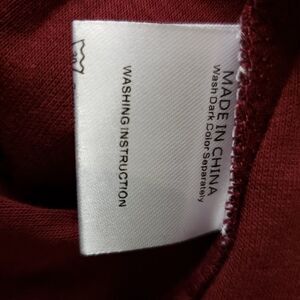 MADE IN CHINA
Wash Dark Color Separately
WASHING INSTRUCTION